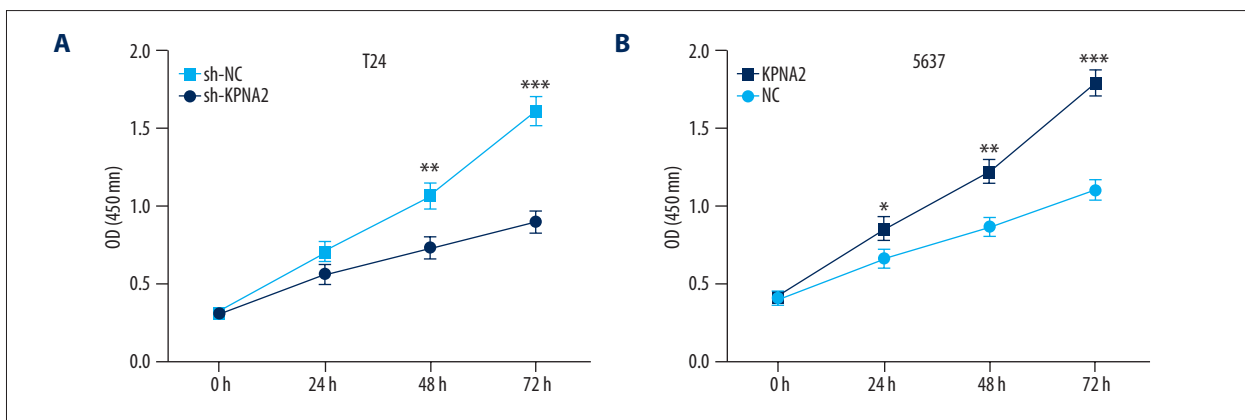 A
T24
sh-NC
sh-KPNA2
OD (450 mn)
2.0
1.5
1.0
0.5
0.0
**
***
0 h
24 h
48 h
72 h
B
5637
KPNA2
NC
OD (450 mn)
2.0
1.5
1.0
0.5
0.0
*
**
***
0 h
24 h
48 h
72 h